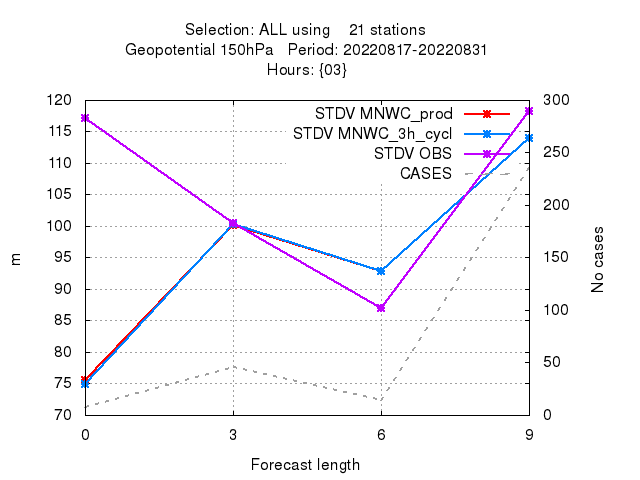 Selection: ALL using    21 stations
Geopotential 150hPa   Period: 20220817-20220831
Hours: {03}
STDV MNWC_prod
STDV MNWC_3h_cycl
STDV OBS
CASES
120
115
110
105
100
95
90
85
80
75
70
m
300
250
200
150
100
50
0
No cases
0 3 6 9
Forecast length